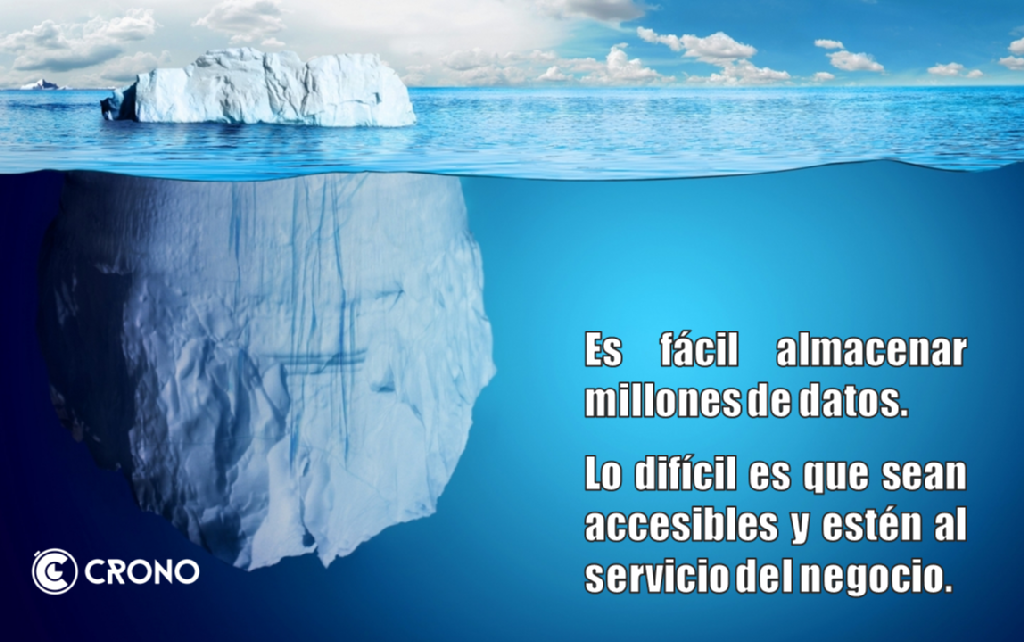 Es fácil almacenar
millones de datos.
Lo difícil es que sean
accesibles y estén al
servicio del negocio.
CRONO